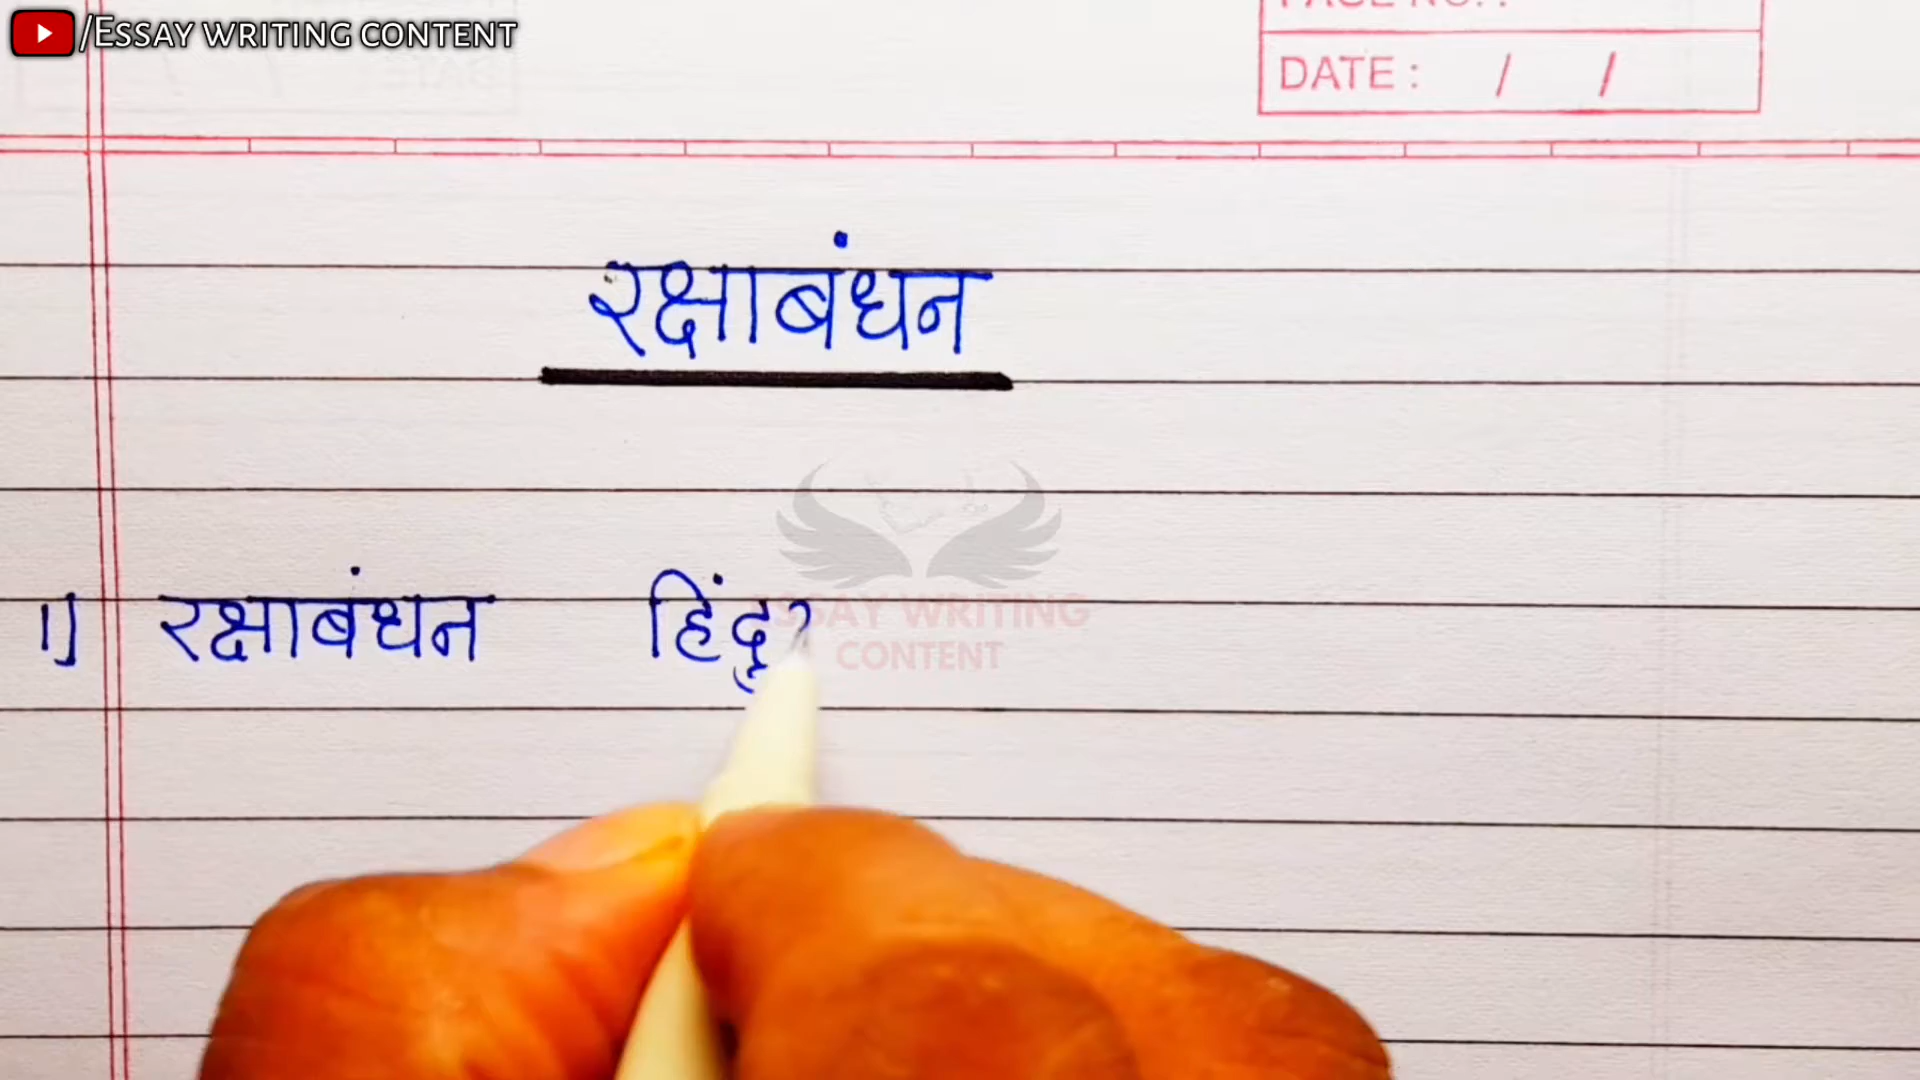 /ESSAY WRITING CONTENT
DATE : / /
रक्षाबंधन
1) रक्षाबंधन हिंदु
ESSAY WRITING
CONTENT